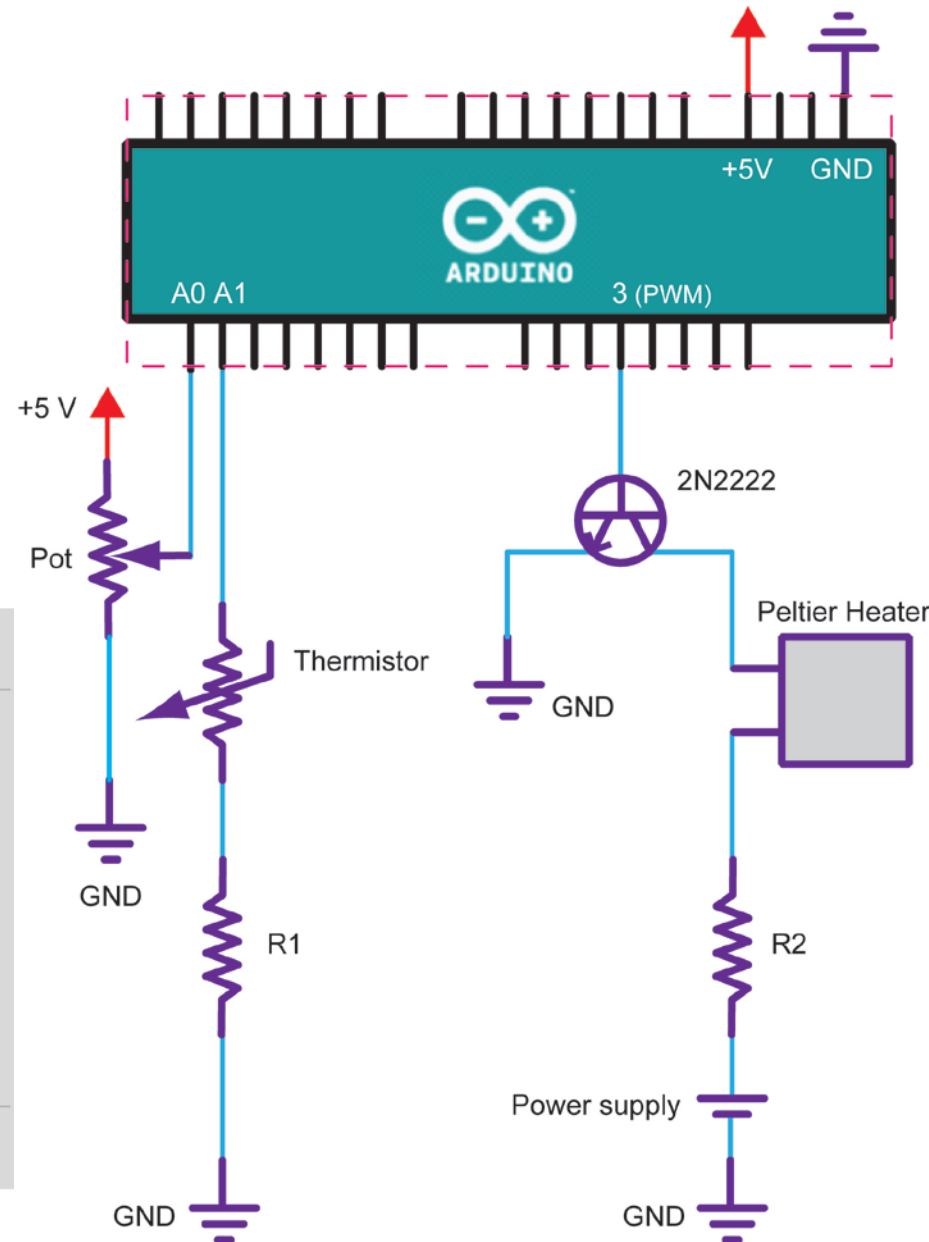 +5V GND
ARDUINO
A0 A1 3 (PWM)
+5 V
2N2222
Pot
Peltier Heater
Thermistor
GND
GND
R1
R2
Power supply
GND
GND